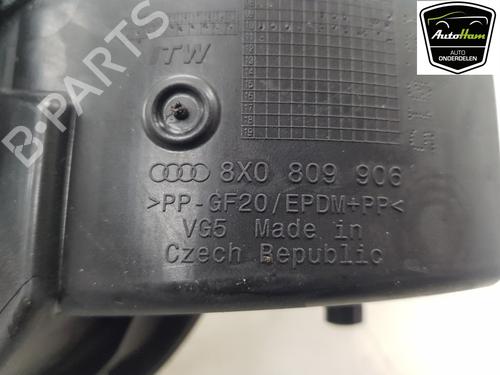 AutoHam
AUTO
ONDERDELEN
B-PARTS
ITW
8X0 809 906
>PP-GF20/EPDM+PP<
VG5 Made in
Czech Republic